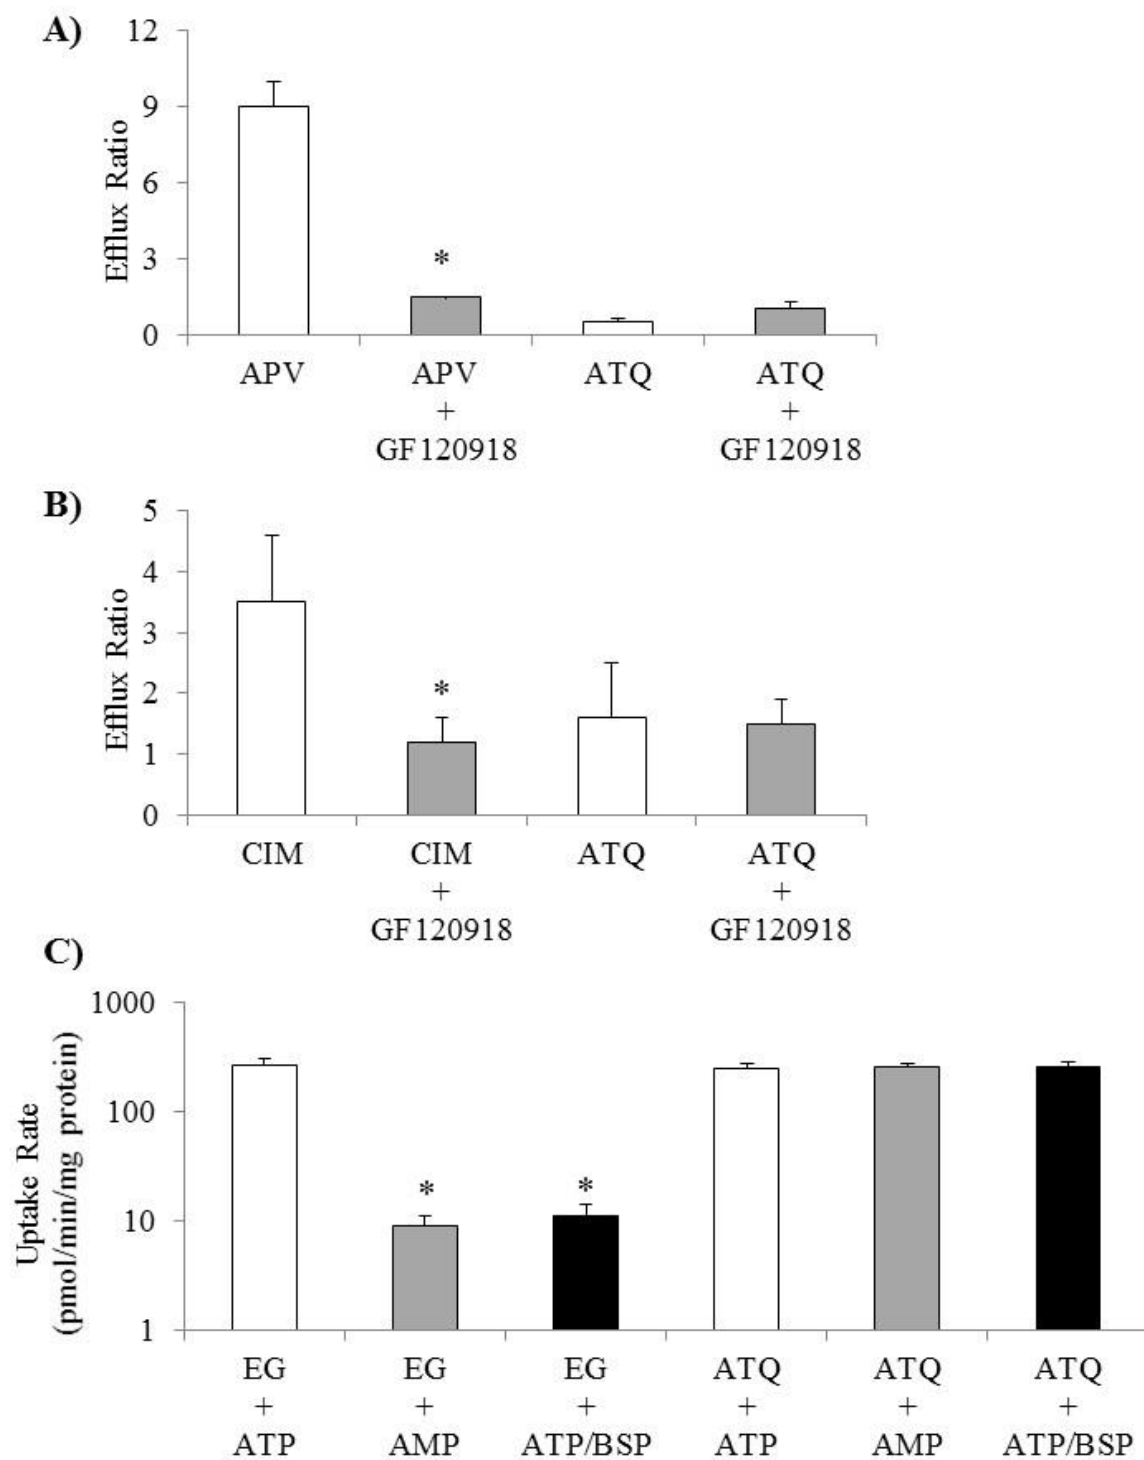 A)
Efflux Ratio
12
9
6
3
0
*
APV APV ATQ ATQ
+ +
GF120918 GF120918
B)
Efflux Ratio
5
4
3
2
1
0
*
CIM CIM ATQ ATQ
+ +
GF120918 GF120918
C)
Uptake Rate
(pmol/min/mg protein)
1000
100
10
1
* *
EG EG EG ATQ ATQ ATQ
+ + + + + +
ATP AMP ATP/BSP ATP AMP ATP/BSP